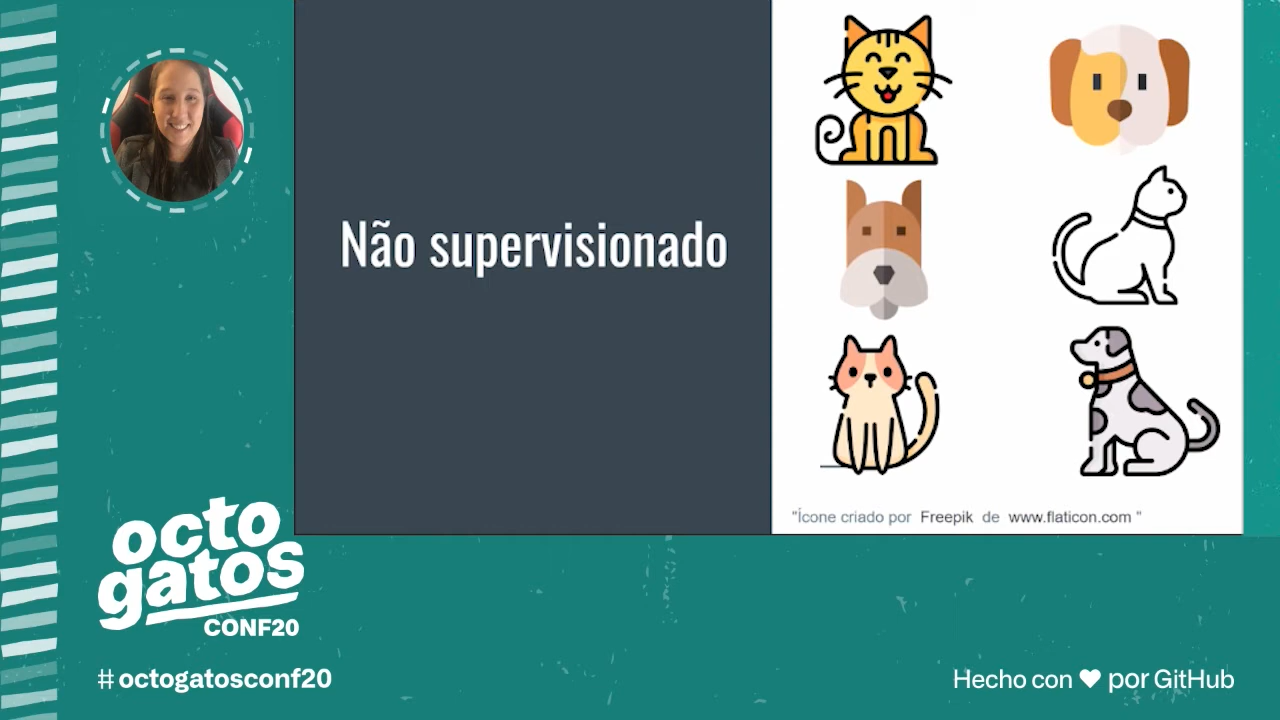 Não supervisionado
"Ícone criado por Freepik de www.flaticon.com "
octo
gatos
CONF20
#octogatosconf20
Hecho con ♥ por GitHub